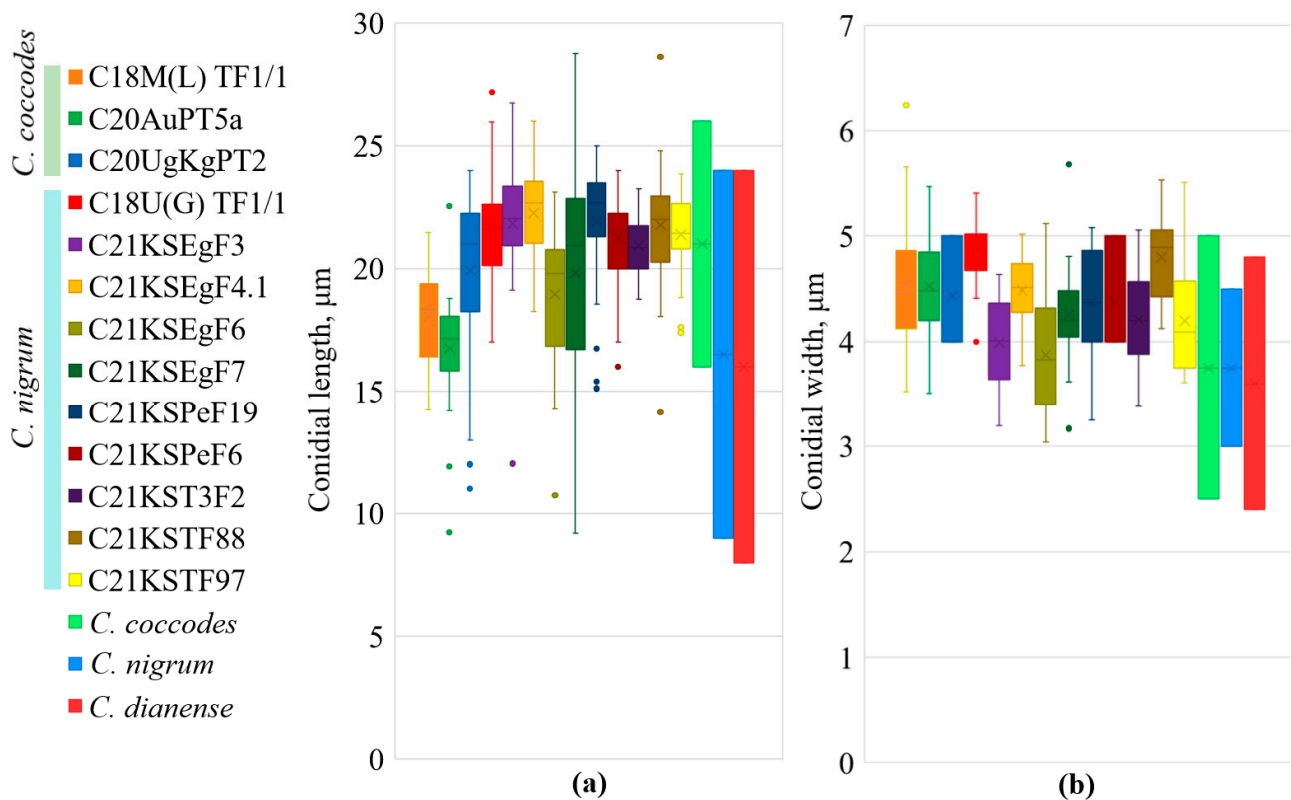 C. coccodes
C. nigrum
C18M(L) TF1/1
C20AuPT5a
C20UgKgPT2
C18U(G) TF1/1
C21KSEgF3
C21KSEgF4.1
C21KSEgF6
C21KSEgF7
C21KSPeF19
C21KSPeF6
C21KST3F2
C21KSTF88
C21KSTF97
C. coccodes
C. nigrum
C. dianense
Conidial length, μm
30
25
20
15
10
5
0
(a)
Conidial width, μm
7
6
5
4
3
2
1
0
(b)